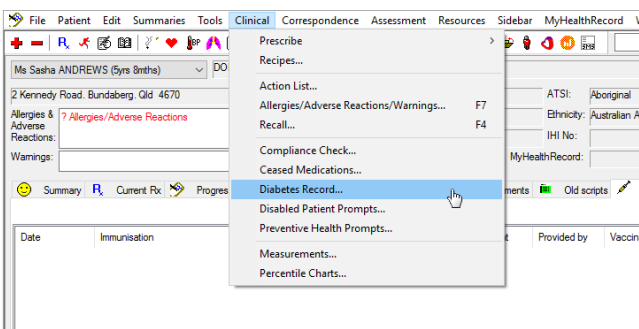 File Patient Edit Summaries Tools Clinical Correspondence Assessment Resources Sidebar MyHealthRecord
Prescribe
Recipes...
Ms Sasha ANDREWS (5yrs 8mths) DO
Action List...
2 Kennedy Road. Bundaberg. Qld 4670
ATSI: Aboriginal
Allergies/Adverse Reactions/Warnings... F7
Allergies & Adverse Reactions:
? Allergies/Adverse Reactions
Ethnicity: Australian A
Recall... F4
IHI No:
Compliance Check...
Warnings:
MyHealthRecord:
Ceased Medications...
Summary Rx Current Rx Progres
Diabetes Record...
ments Old scripts
Disabled Patient Prompts...
Preventive Health Prompts...
Date Immunisation
Provided by Vaccin
Measurements...
Percentile Charts...